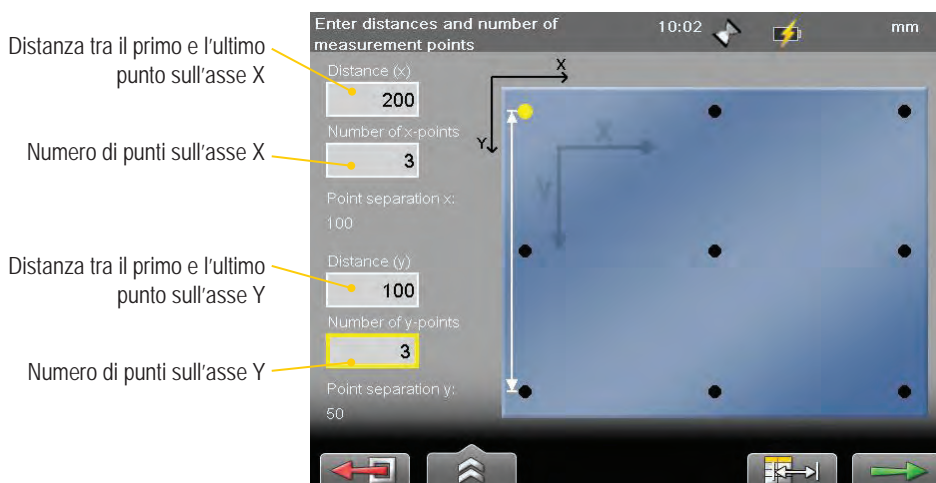 Enter distances and number of
measurement points
10:02
mm
Distanza tra il primo e l'ultimo
punto sull'asse X
Numero di punti sull'asse X
Distanza tra il primo e l'ultimo
punto sull'asse Y
Numero di punti sull'asse Y
Distance (x)
200
Number of x-points
3
Point separation x:
100
Distance (y)
100
Number of y-points
3
Point separation y:
50
X
Y
X
Y